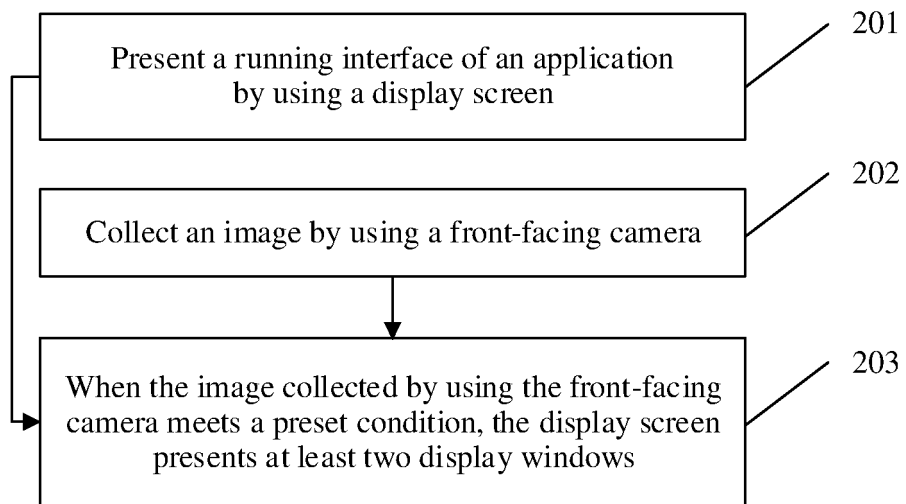 201
Present a running interface of an application
by using a display screen
202
Collect an image by using a front-facing camera
203
When the image collected by using the front-facing
camera meets a preset condition, the display screen
presents at least two display windows